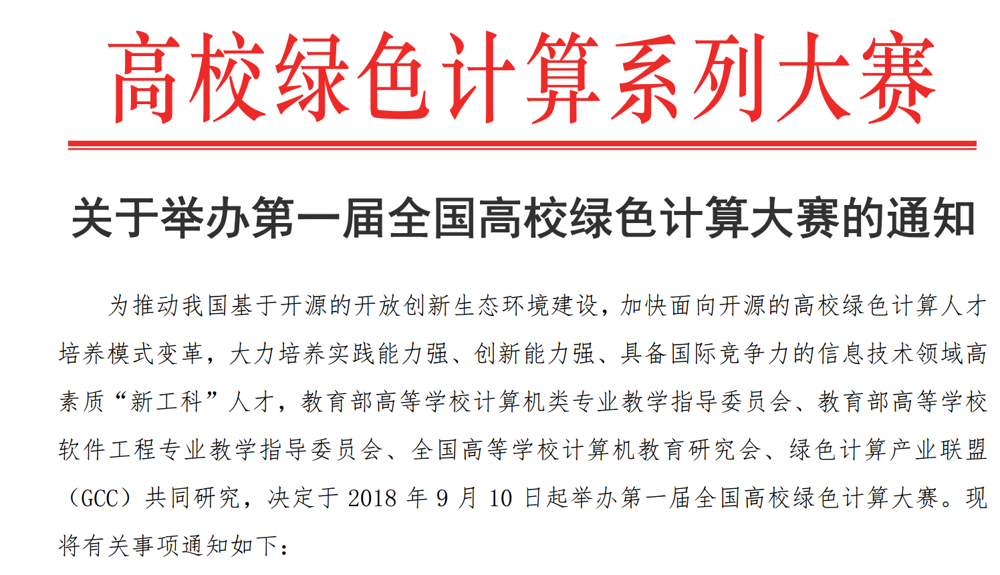 高校绿色计算系列大赛
关于举办第一届全国高校绿色计算大赛的通知
为推动我国基于开源的开放创新生态环境建设，加快面向开源的高校绿色计算人才
培养模式变革，大力培养实践能力强、创新能力强、具备国际竞争力的信息技术领域高
素质“新工科”人才，教育部高等学校计算机类专业教学指导委员会、教育部高等学校
软件工程专业教学指导委员会、全国高等学校计算机教育研究会、绿色计算产业联盟
（GCC）共同研究，决定于 2018 年 9 月 10 日起举办第一届全国高校绿色计算大赛。现
将有关事项通知如下：